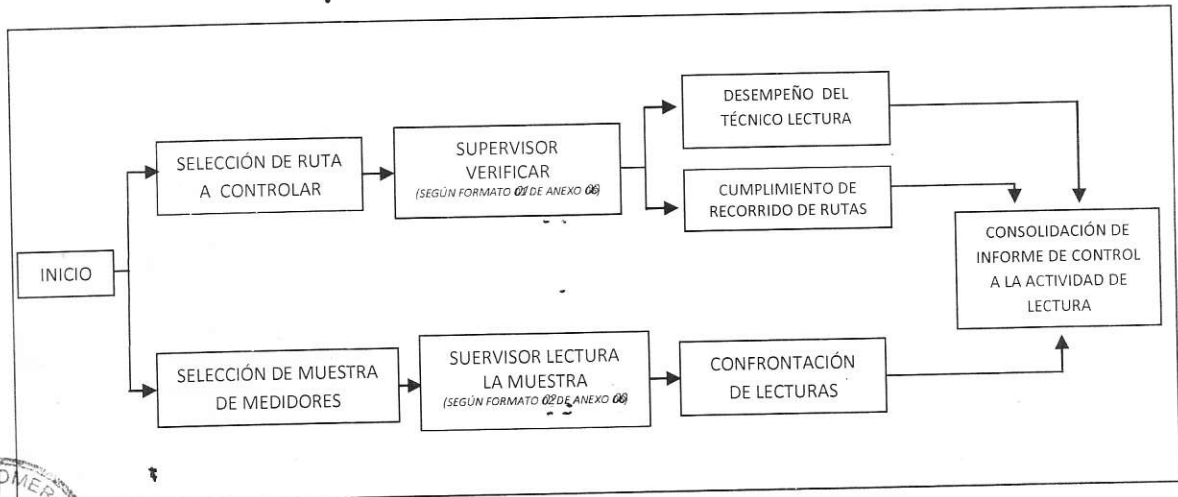 INICIO
SELECCIÓN DE RUTA
A CONTROLAR
SUPERVISOR
VERIFICAR
(SEGÚN FORMATO 01 DE ANEXO 06)
DESEMPEÑO DEL
TÉCNICO LECTURA
CUMPLIMIENTO DE
RECORRIDO DE RUTAS
SELECCIÓN DE MUESTRA
DE MEDIDORES
SUERVISOR LECTURA
LA MUESTRA
(SEGÚN FORMATO 02 DE ANEXO 06)
CONFRONTACIÓN
DE LECTURAS
CONSOLIDACIÓN DE
INFORME DE CONTROL
A LA ACTIVIDAD DE
LECTURA
OMER